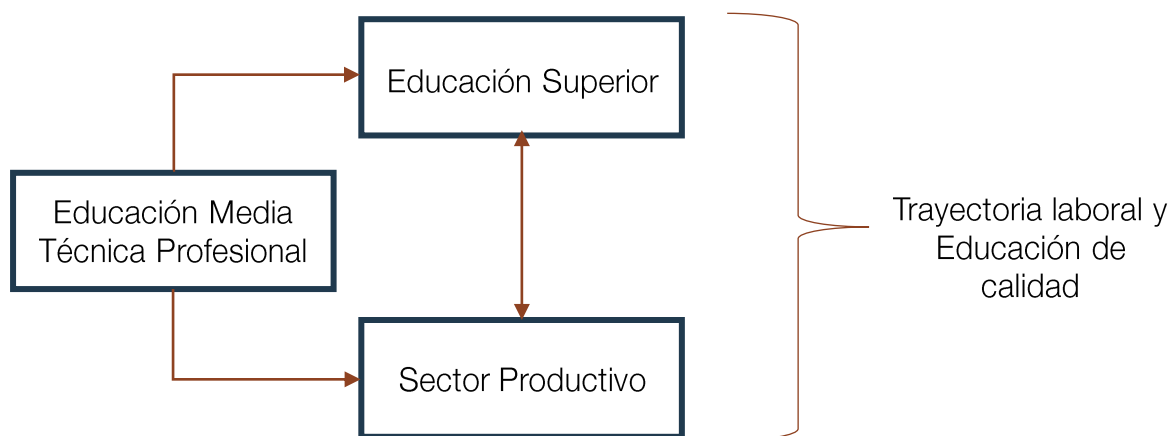 Educación Superior
Educación Media
Técnica Profesional
Trayectoria laboral y
Educación de
calidad
Sector Productivo